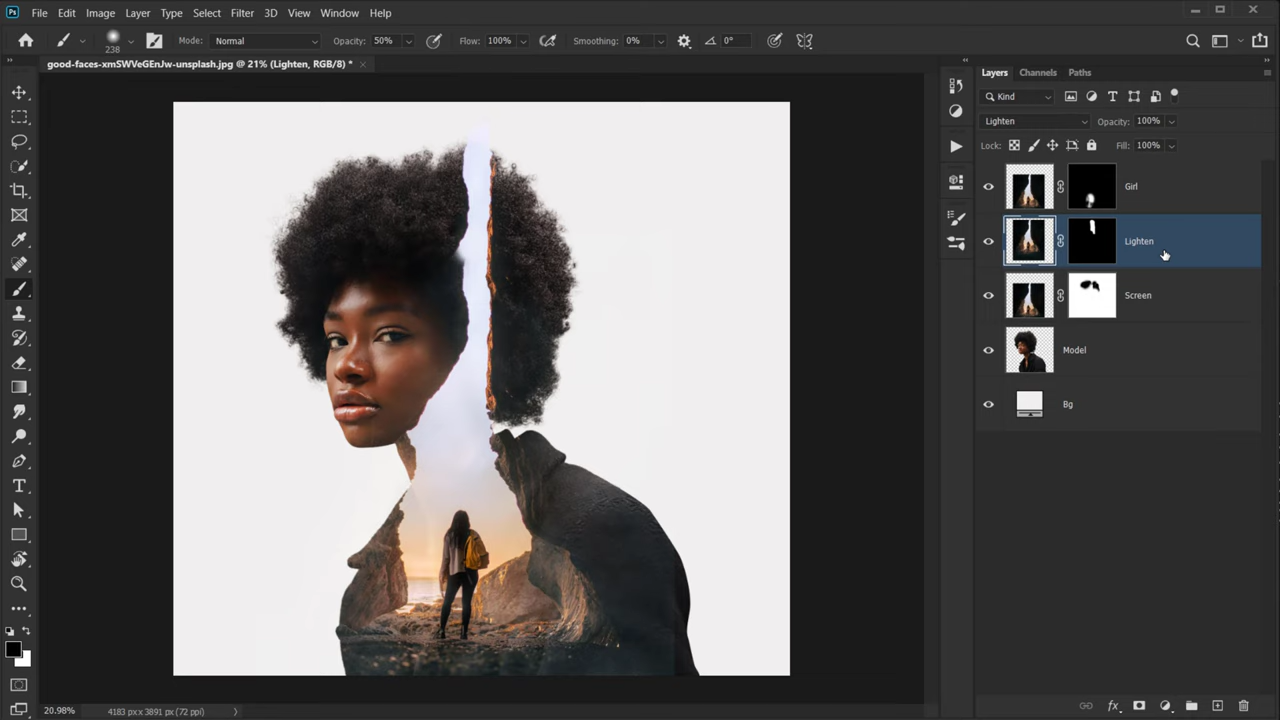 Ps File Edit Image Layer Type Select Filter 3D View Window Help
238 Mode: Normal Opacity: 50% Flow: 100% Smoothing: 0% 0°
good-faces-xmSWVeGEnJw-unsplash.jpg @ 21% (Lighten, RGB/8) *
Layers Channels Paths
Kind
Lighten Opacity: 100%
Lock: Fill: 100%
Girl
Lighten
Screen
Model
Bg
20.98% 4183 px x 3891 px (72 ppi)